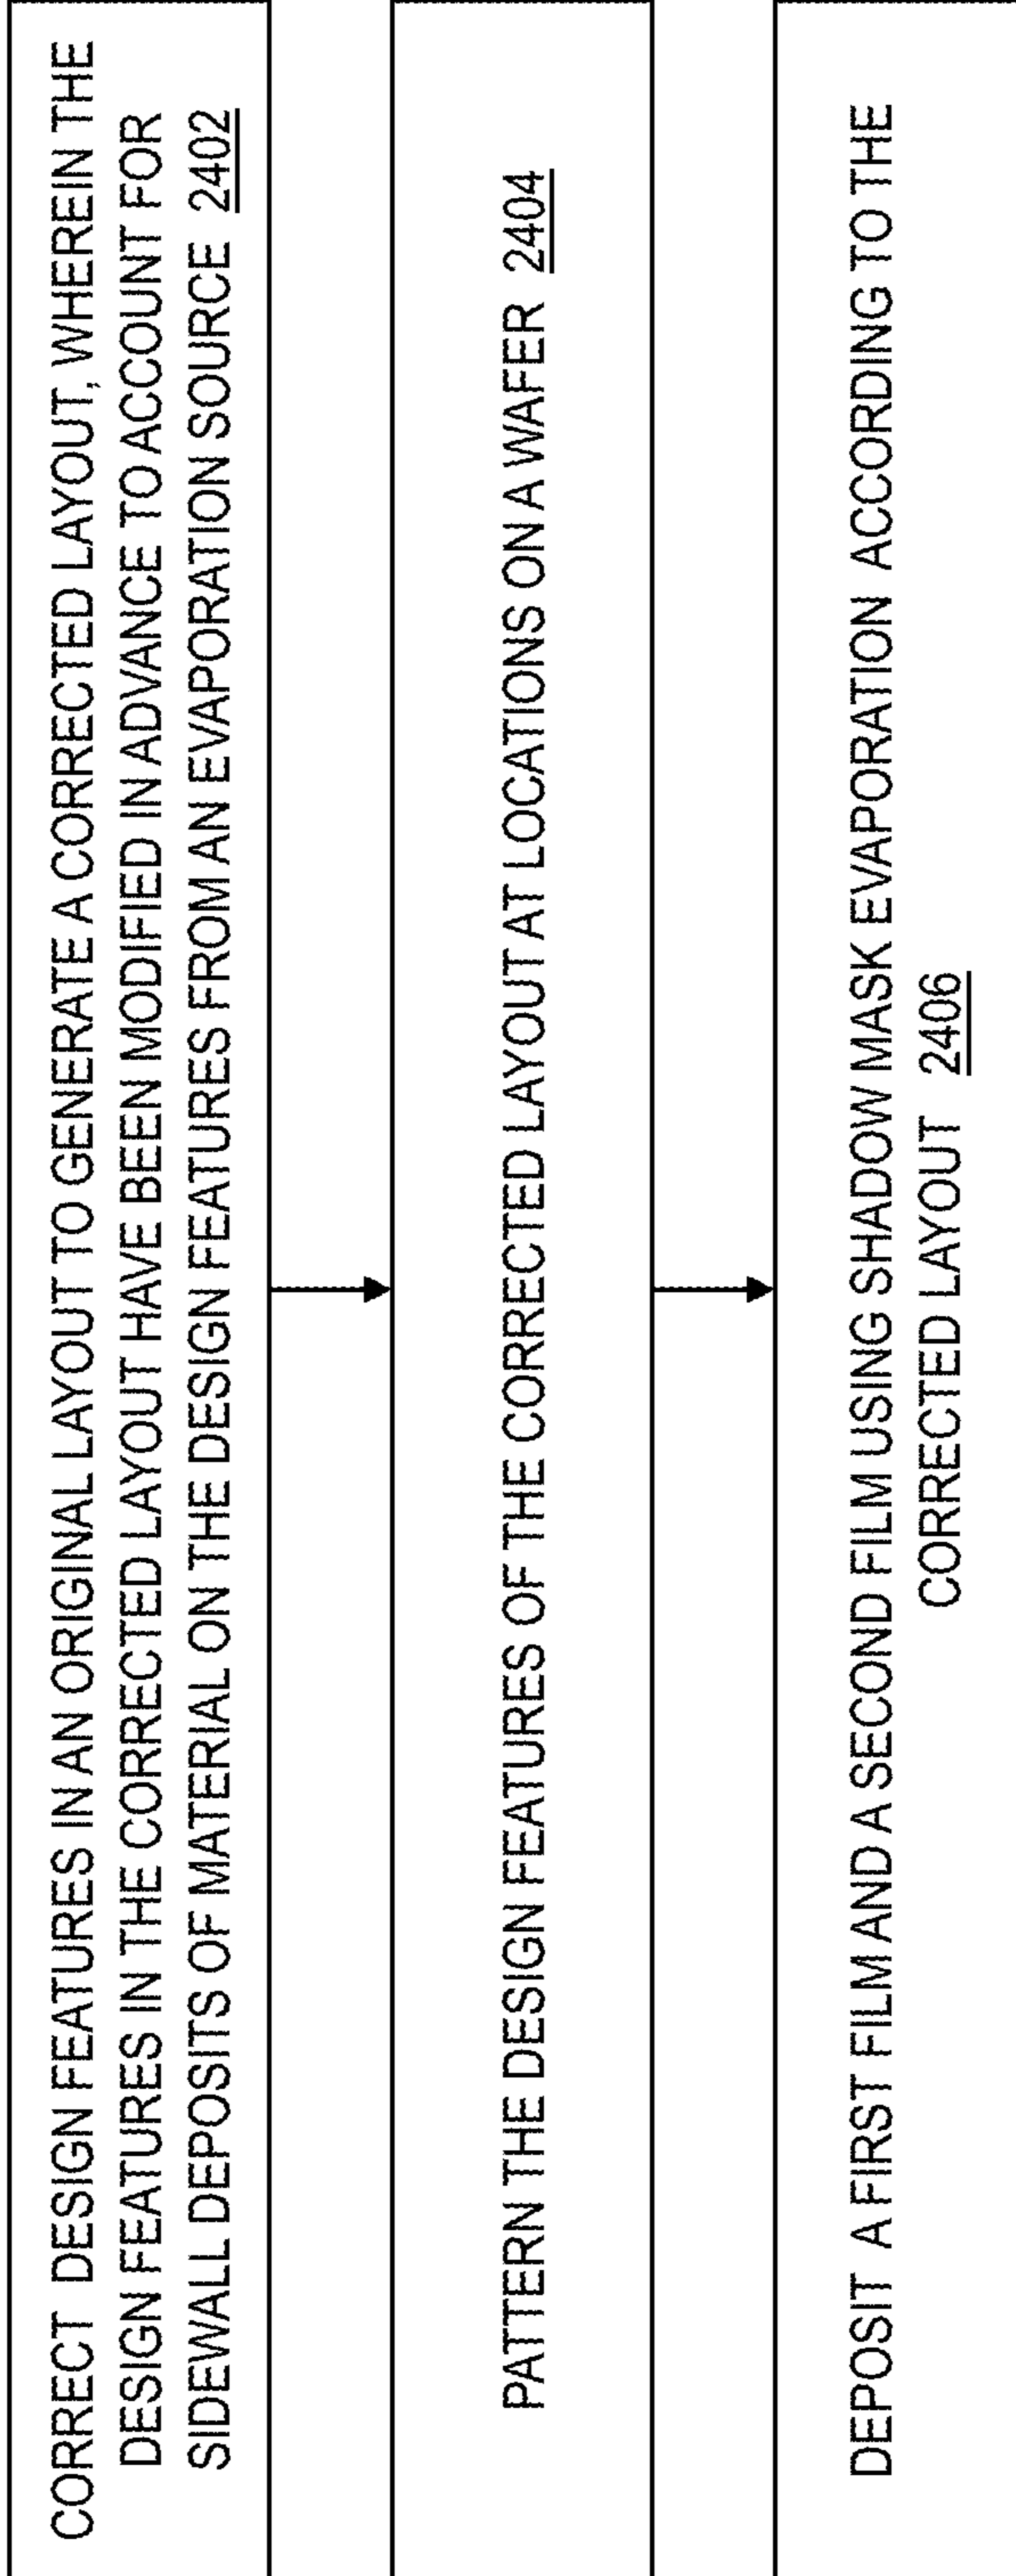 CORRECT DESIGN FEATURES IN AN ORIGINAL LAYOUT TO GENERATE A CORRECTED LAYOUT, WHEREIN THE
DESIGN FEATURES IN THE CORRECTED LAYOUT HAVE BEEN MODIFIED IN ADVANCE TO ACCOUNT FOR
SIDEWALL DEPOSITS OF MATERIAL ON THE DESIGN FEATURES FROM AN EVAPORATION SOURCE 2402
PATTERN THE DESIGN FEATURES OF THE CORRECTED LAYOUT AT LOCATIONS ON A WAFER 2404
DEPOSIT A FIRST FILM AND A SECOND FILM USING SHADOW MASK EVAPORATION ACCORDING TO THE
CORRECTED LAYOUT 2406